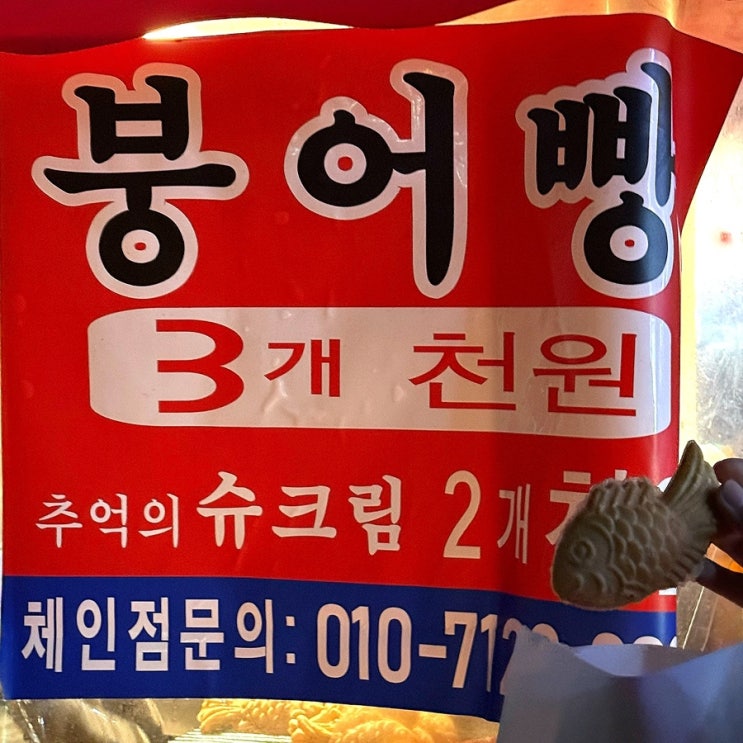 붕어빵
3개 천원
추억의 슈크림 2개
체인점문의: 010-712